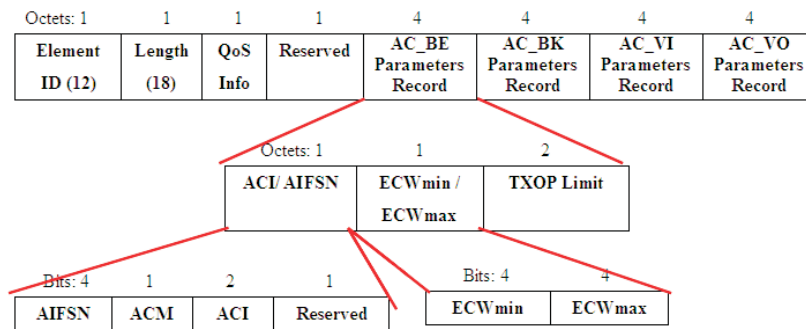 Octets: 1 1 1 1 4 4 4 4
Element ID (12) Length (18) QoS Info Reserved AC_BE Parameters Record AC_BK Parameters Record AC_VI Parameters Record AC_VO Parameters Record
Octets: 1 1 2
ACI/ AIFSN ECWmin / ECWmax TXOP Limit
Bits: 4 1 2 1 Bits: 4 4
AIFSN ACM ACI Reserved ECWmin ECWmax